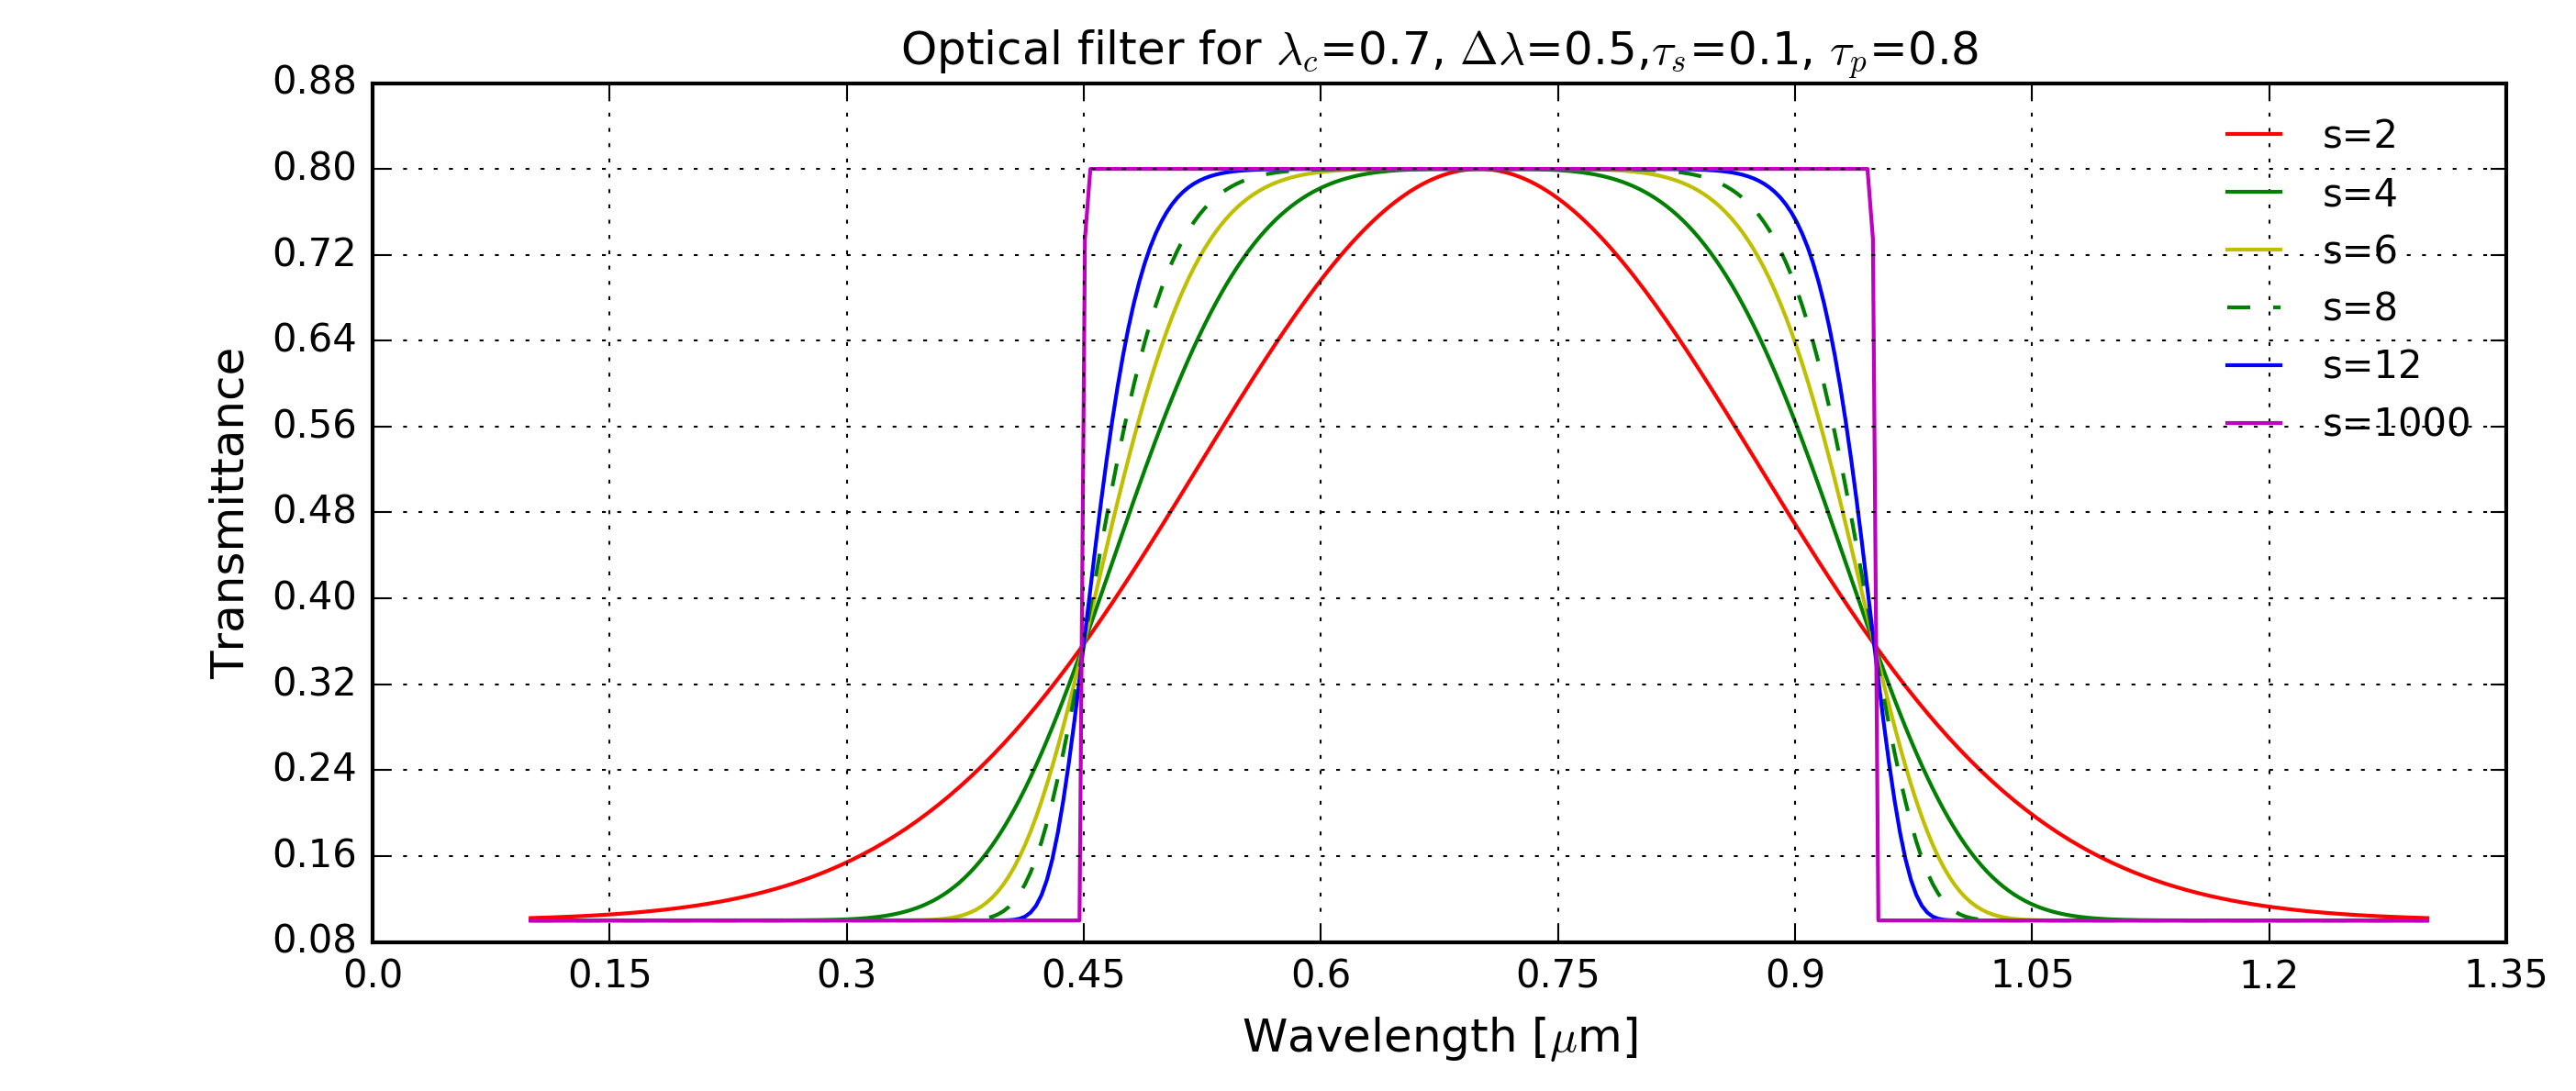 Optical filter for λc=0.7, Δλ=0.5,τs=0.1, τp=0.8
0.88
0.80
0.72
0.64
0.56
0.48
0.40
0.32
0.24
0.16
0.08
Transmittance
s=2
s=4
s=6
s=8
s=12
s=1000
0.0 0.15 0.3 0.45 0.6 0.75 0.9 1.05 1.2 1.35
Wavelength [μm]